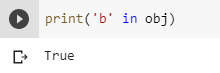 print('b' in obj)
True